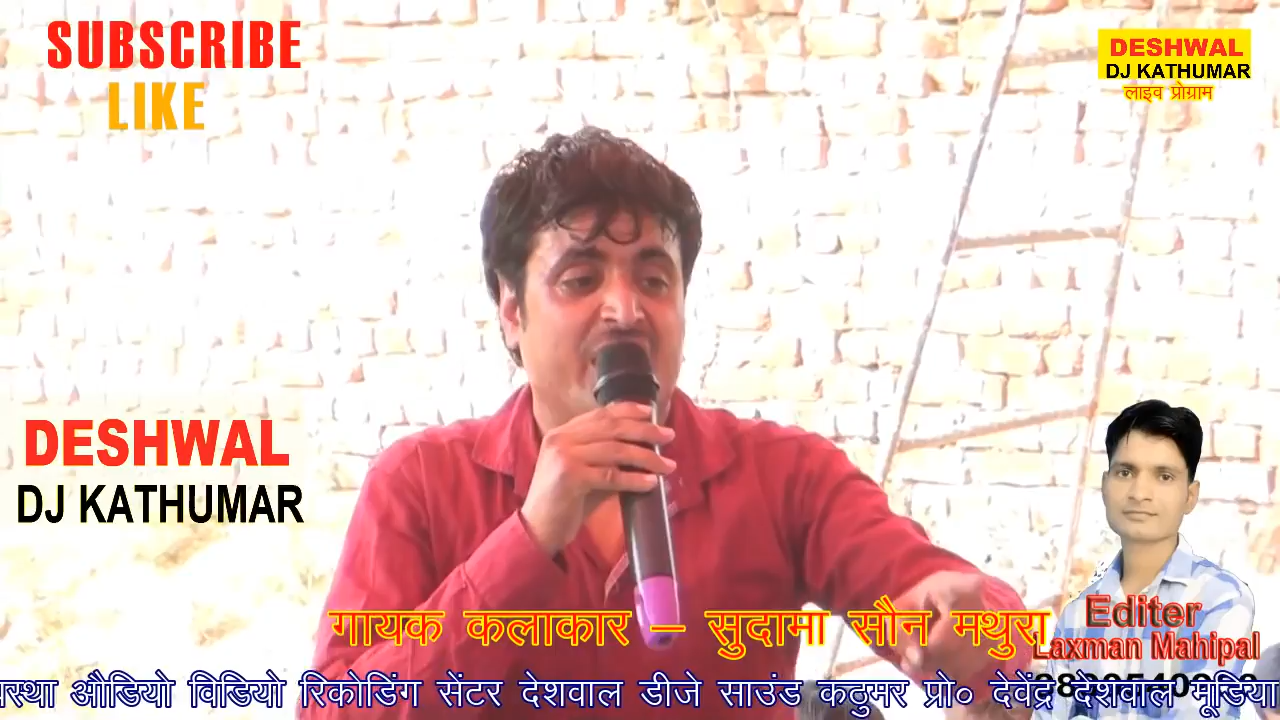 SUBSCRIBE
LIKE
DESHWAL
DJ KATHUMAR
लाइव प्रोग्राम
DESHWAL
DJ KATHUMAR
गायक कलाकार – सुदामा सौन मथुरा
Editer
Laxman Mahipal
औडियो विडियो रिकोडिंग सेंटर देशवाल डीजे साउंड कठुमर प्रो० देवेंद्र देशवाल मूडिया